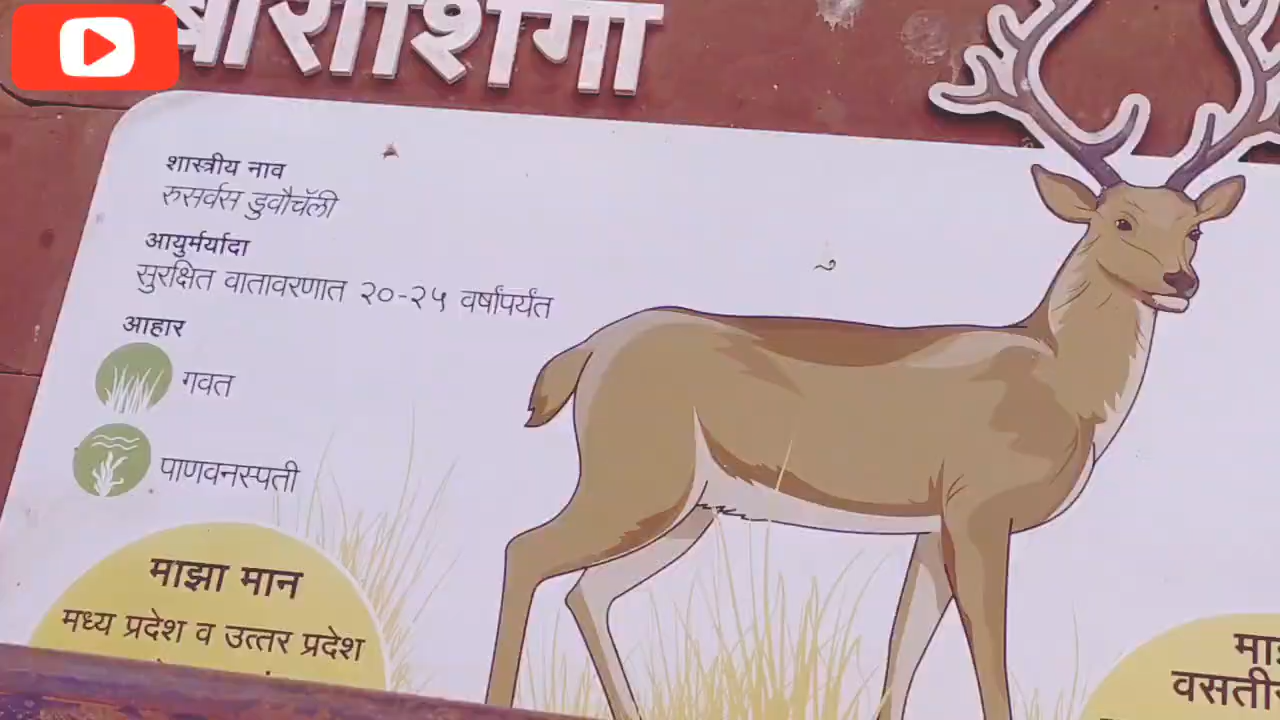 बाराशिंगा
शास्त्रीय नाव
रुसर्वस डुवौचॅली
आयुर्मर्यादा
सुरक्षित वातावरणात २०-२५ वर्षांपर्यंत
आहार
गवत
पाणवनस्पती
माझा मान
मध्य प्रदेश व उत्तर प्रदेश